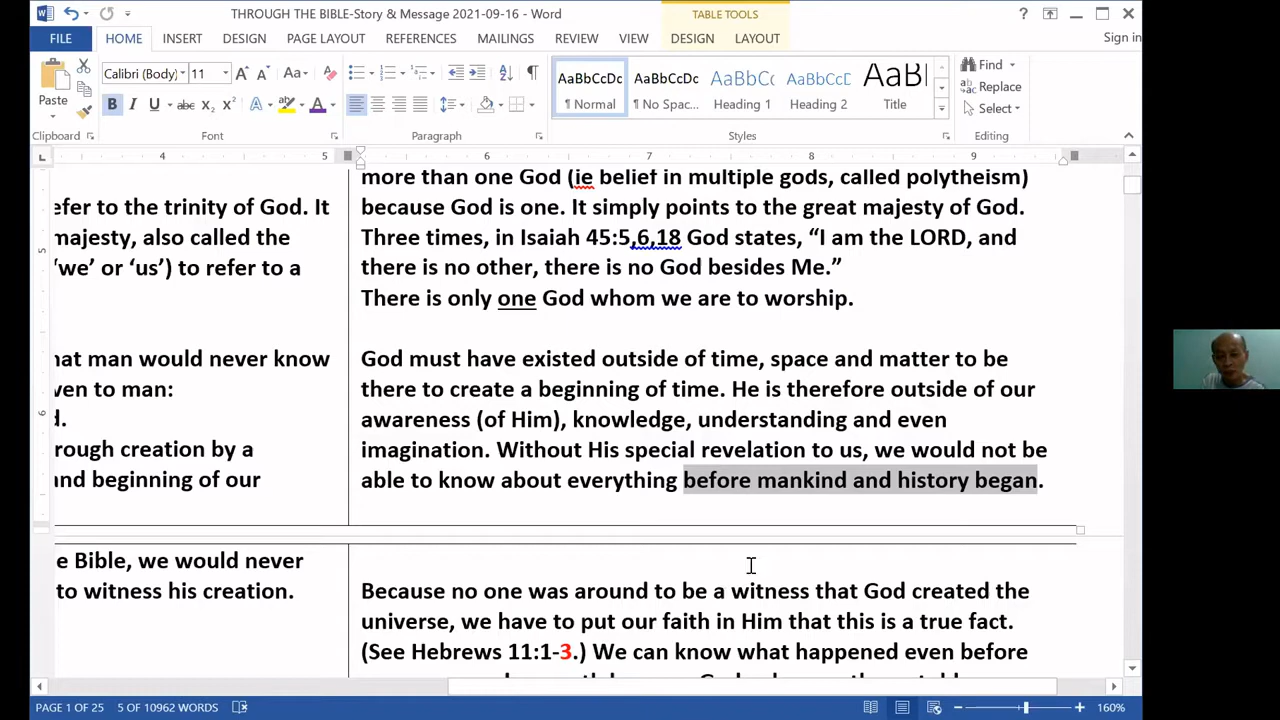 THROUGH THE BIBLE-Story & Message 2021-09-16 - Word
TABLE TOOLS
Sign in
FILE
HOME
INSERT
DESIGN
PAGE LAYOUT
REFERENCES
MAILINGS
REVIEW
VIEW
DESIGN
LAYOUT
Paste
Calibri (Body)
11
AaBbCcDc
AaBbCcDc
AaBbCc
AaBbCcC
AaBl
¶ Normal
¶ No Spac...
Heading 1
Heading 2
Title
Find
Replace
Select
Clipboard
Font
Paragraph
Styles
Editing
4 5 6 7 8 9
5
6
efer to the trinity of God. It
majesty, also called the
'we' or 'us') to refer to a
hat man would never know
ven to man:
d.
rough creation by a
and beginning of our
e Bible, we would never
to witness his creation.
more than one God (ie belief in multiple gods, called polytheism)
because God is one. It simply points to the great majesty of God.
Three times, in Isaiah 45:5,6,18 God states, “I am the LORD, and
there is no other, there is no God besides Me.”
There is only one God whom we are to worship.
God must have existed outside of time, space and matter to be
there to create a beginning of time. He is therefore outside of our
awareness (of Him), knowledge, understanding and even
imagination. Without His special revelation to us, we would not be
able to know about everything before mankind and history began.
Because no one was around to be a witness that God created the
universe, we have to put our faith in Him that this is a true fact.
(See Hebrews 11:1-3.) We can know what happened even before
PAGE 1 OF 25
5 OF 10962 WORDS
160%